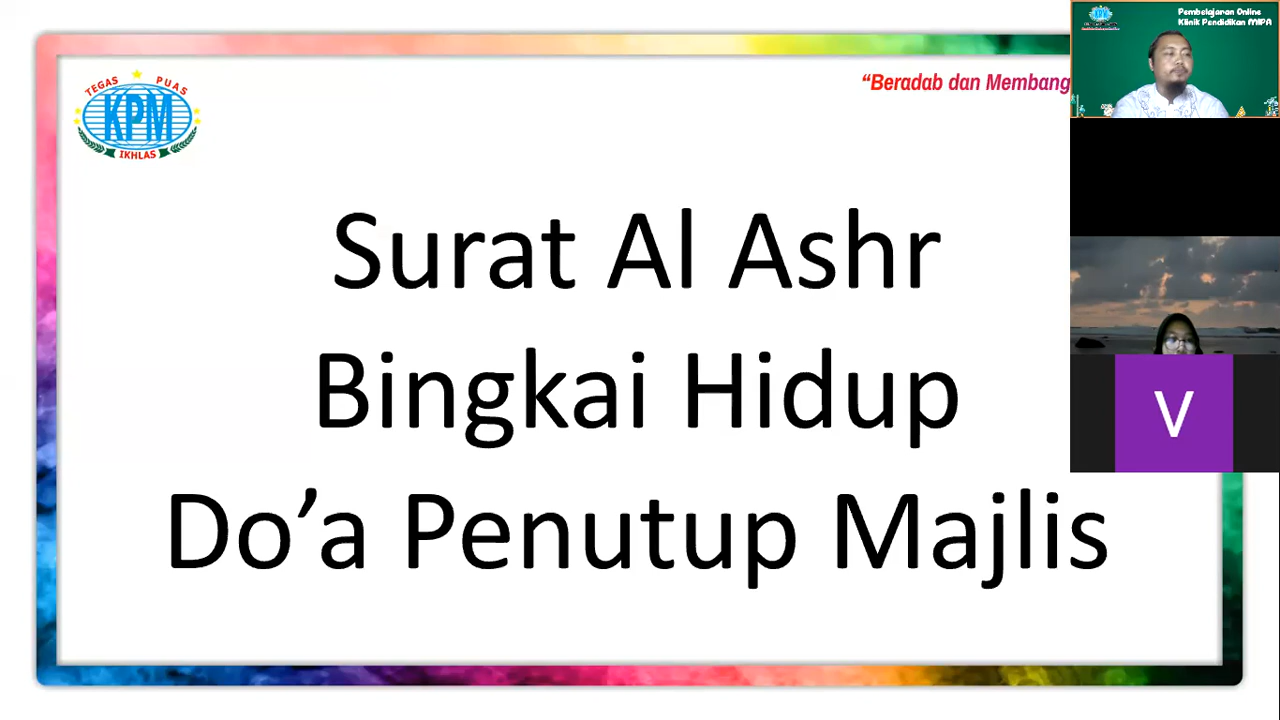 TEGAS PUAS
KPM
IKHLAS
“Beradab dan Membang
Surat Al Ashr
Bingkai Hidup
Do’a Penutup Majlis
Pembelajaran Online
Klinik Pendidikan MIPA
KPM
V